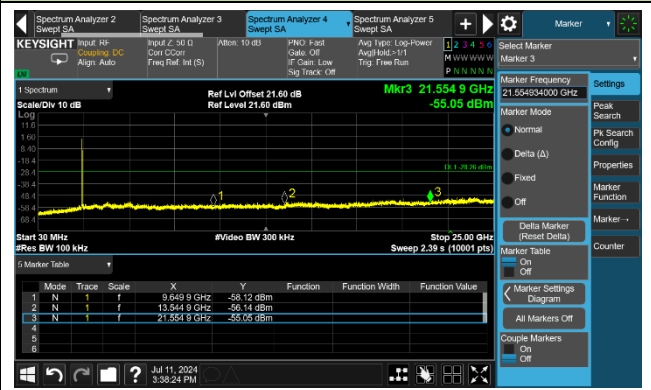 Spectrum Analyzer 2
Swept SA
Spectrum Analyzer 3
Swept SA
Spectrum Analyzer 4
Swept SA
Spectrum Analyzer 5
Swept SA
Marker
KEYSIGHT
Input: RF
Coupling: DC
Align: Auto
Input Z: 50 Ω
Corr CCorr
Freq Ref: Int (S)
Atten: 10 dB
PNO: Fast
Gate: Off
IF Gain: Low
Sig Track: Off
Avg Type: Log-Power
Avg|Hold:>1/1
Trig: Free Run
1 2 3 4 5 6
M W W W W W
P N N N N N
LXI
Select Marker
Marker 3
1 Spectrum
Scale/Div 10 dB
Ref Lvl Offset 21.60 dB
Ref Level 21.60 dBm
Mkr3 21.554 9 GHz
-55.05 dBm
Log
11.6
1.60
-8.40
-18.4
-28.4
-38.4
-48.4
-58.4
-68.4
DL1 -28.26 dBm
1
2
3
Start 30 MHz
#Res BW 100 kHz
#Video BW 300 kHz
Stop 25.00 GHz
Sweep 2.39 s (10001 pts)
5 Marker Table
Mode Trace Scale X Y Function Function Width Function Value
1 N 1 f 9.649 9 GHz -58.12 dBm
2 N 1 f 13.544 9 GHz -56.14 dBm
3 N 1 f 21.554 9 GHz -55.05 dBm
4
5
6
Marker Frequency
21.554934000 GHz
Marker Mode
Normal
Delta (Δ)
Fixed
Off
Delta Marker
(Reset Delta)
Marker Table
On
Off
Marker Settings
Diagram
All Markers Off
Couple Markers
On
Off
Settings
Peak
Search
Pk Search
Config
Properties
Marker
Function
Marker→
Counter
?
Jul 11, 2024
3:38:24 PM